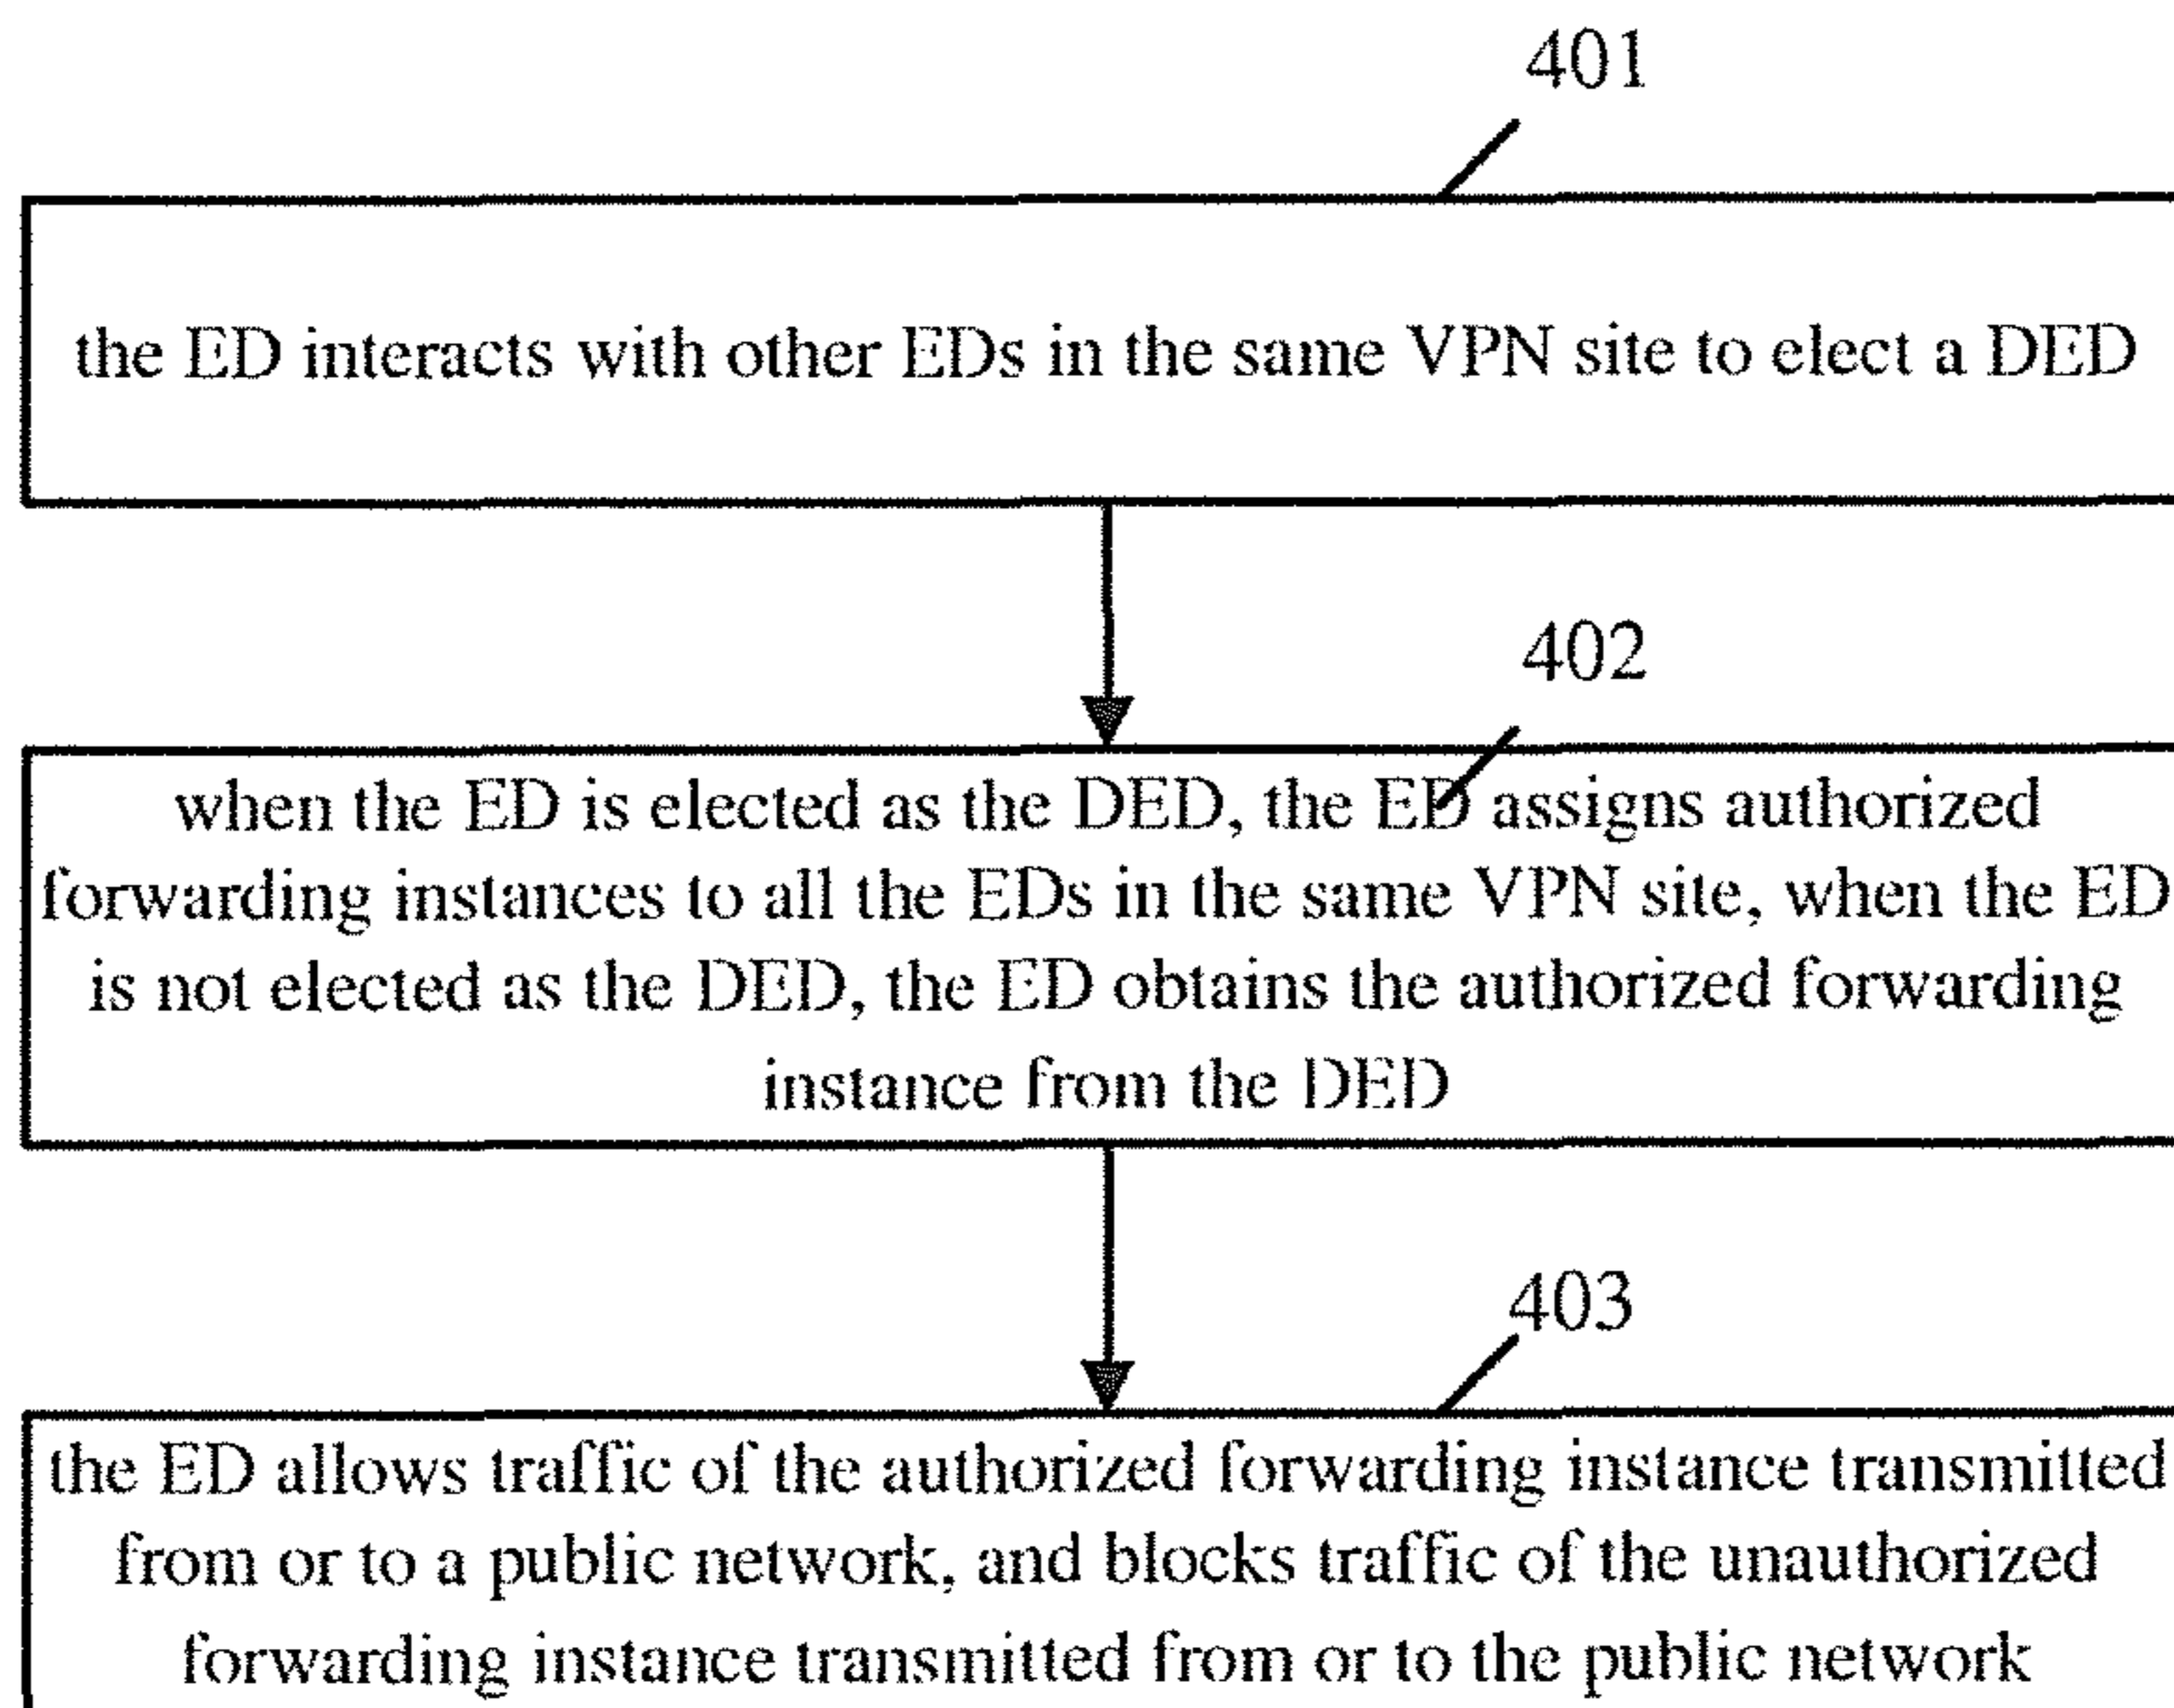 401
the ED interacts with other EDs in the same VPN site to elect a DED
402
when the ED is elected as the DED, the ED assigns authorized
forwarding instances to all the EDs in the same VPN site, when the ED
is not elected as the DED, the ED obtains the authorized forwarding
instance from the DED
403
the ED allows traffic of the authorized forwarding instance transmitted
from or to a public network, and blocks traffic of the unauthorized
forwarding instance transmitted from or to the public network